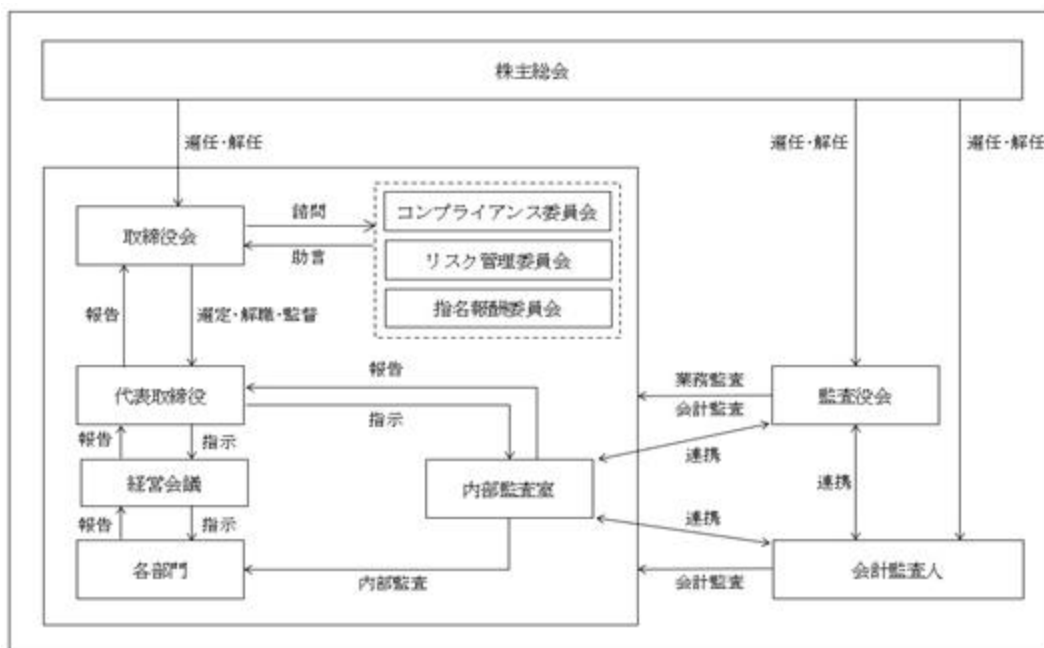 株主総会
選任・解任
選任・解任
選任・解任
取締役会
諮問
助言
コンプライアンス委員会
リスク管理委員会
指名報酬委員会
報告
選定・解職・監督
代表取締役
報告
指示
業務監査
会計監査
監査役会
報告
指示
経営会議
内部監査室
連携
連携
連携
報告
指示
各部門
内部監査
会計監査
会計監査人